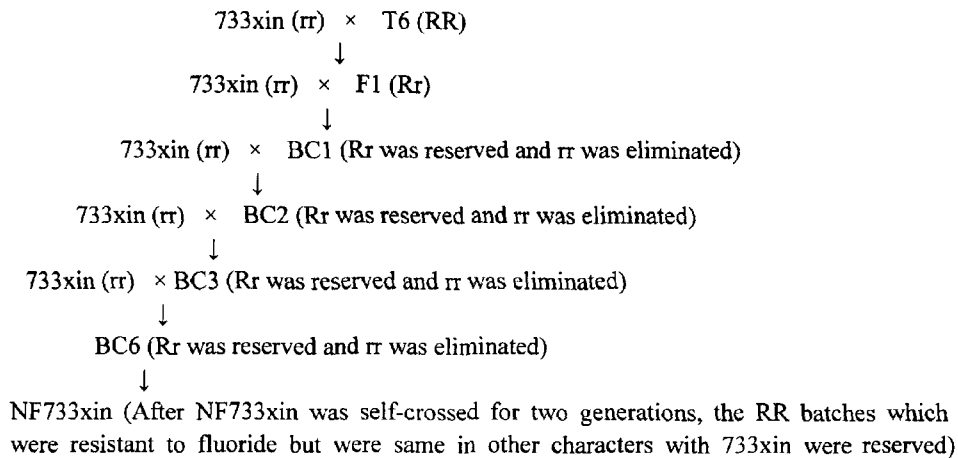 733xin (rr) × T6 (RR)
↓
733xin (rr) × F1 (Rr)
↓
733xin (rr) × BC1 (Rr was reserved and rr was eliminated)
↓
733xin (rr) × BC2 (Rr was reserved and rr was eliminated)
↓
733xin (rr) × BC3 (Rr was reserved and rr was eliminated)
↓
BC6 (Rr was reserved and rr was eliminated)
↓
NF733xin (After NF733xin was self-crossed for two generations, the RR batches which
were resistant to fluoride but were same in other characters with 733xin were reserved)